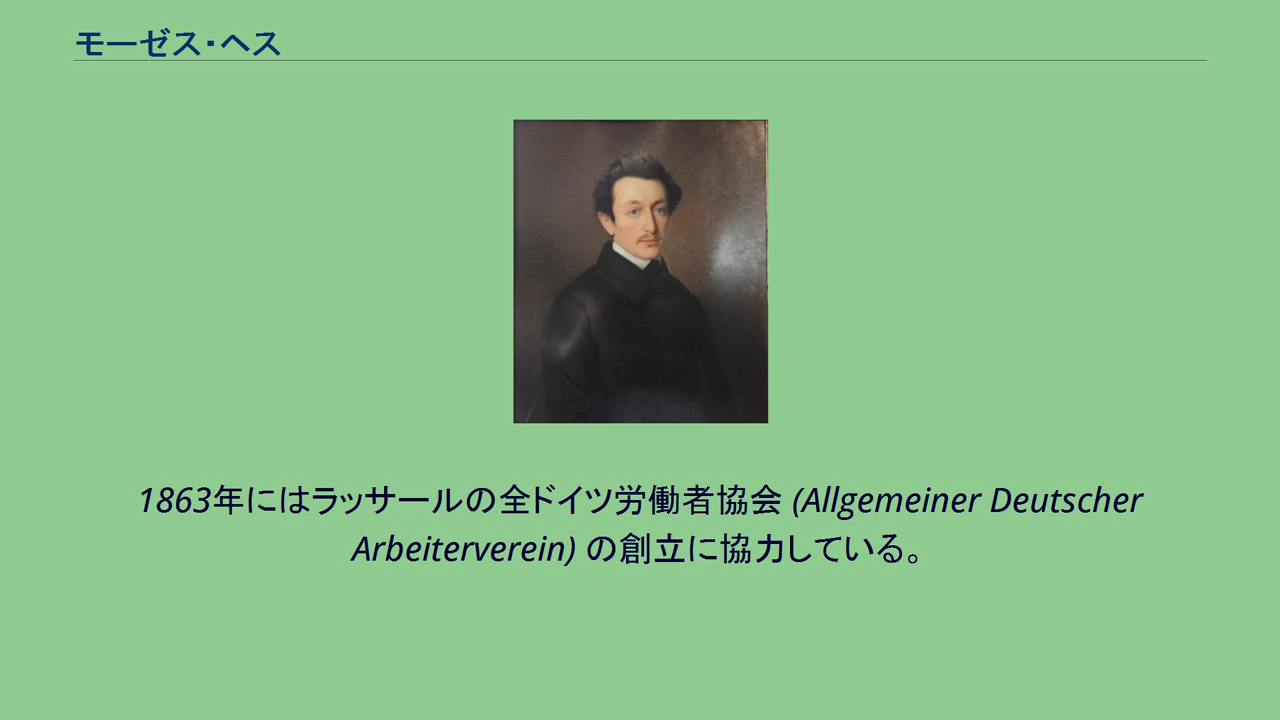 モーゼス・ヘス
1863年にはラッサールの全ドイツ労働者協会 (Allgemeiner Deutscher
Arbeiterverein) の創立に協力している。